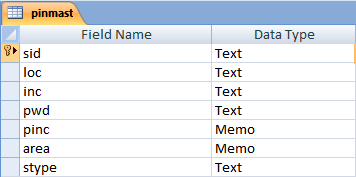 pinmast
Field Name Data Type
sid Text
loc Text
inc Text
pwd Text
pinc Memo
area Memo
stype Text